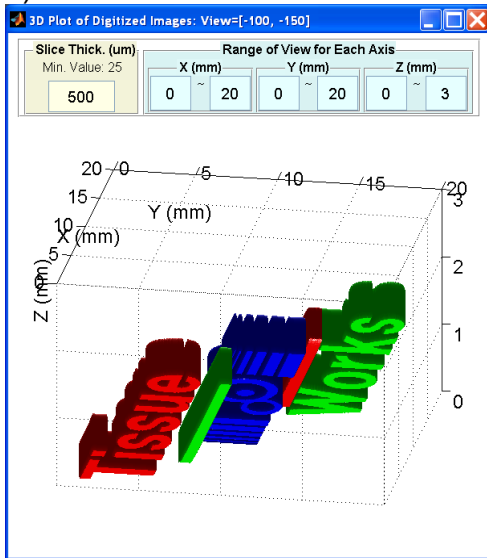 3D Plot of Digitized Images: View=[-100, -150]
Slice Thick. (um)
Min. Value: 25
500
Range of View for Each Axis
X (mm)
0 ~ 20
Y (mm)
0 ~ 20
Z (mm)
0 ~ 3
20 0 5 10 15 20
15
10
5
0
X (mm)
Y (mm)
Z (mm)
3
2
1
0
Tissue
Works